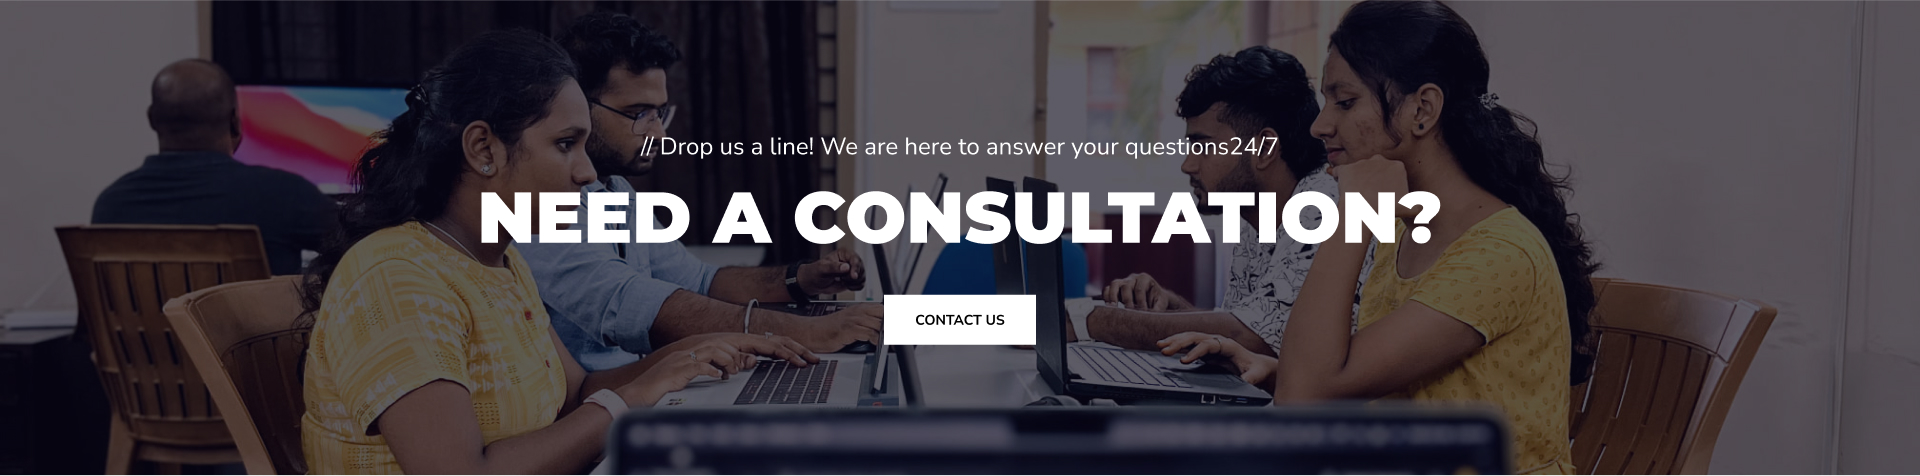 // Drop us a line! We are here to answer your questions24/7
NEED A CONSULTATION?
CONTACT US